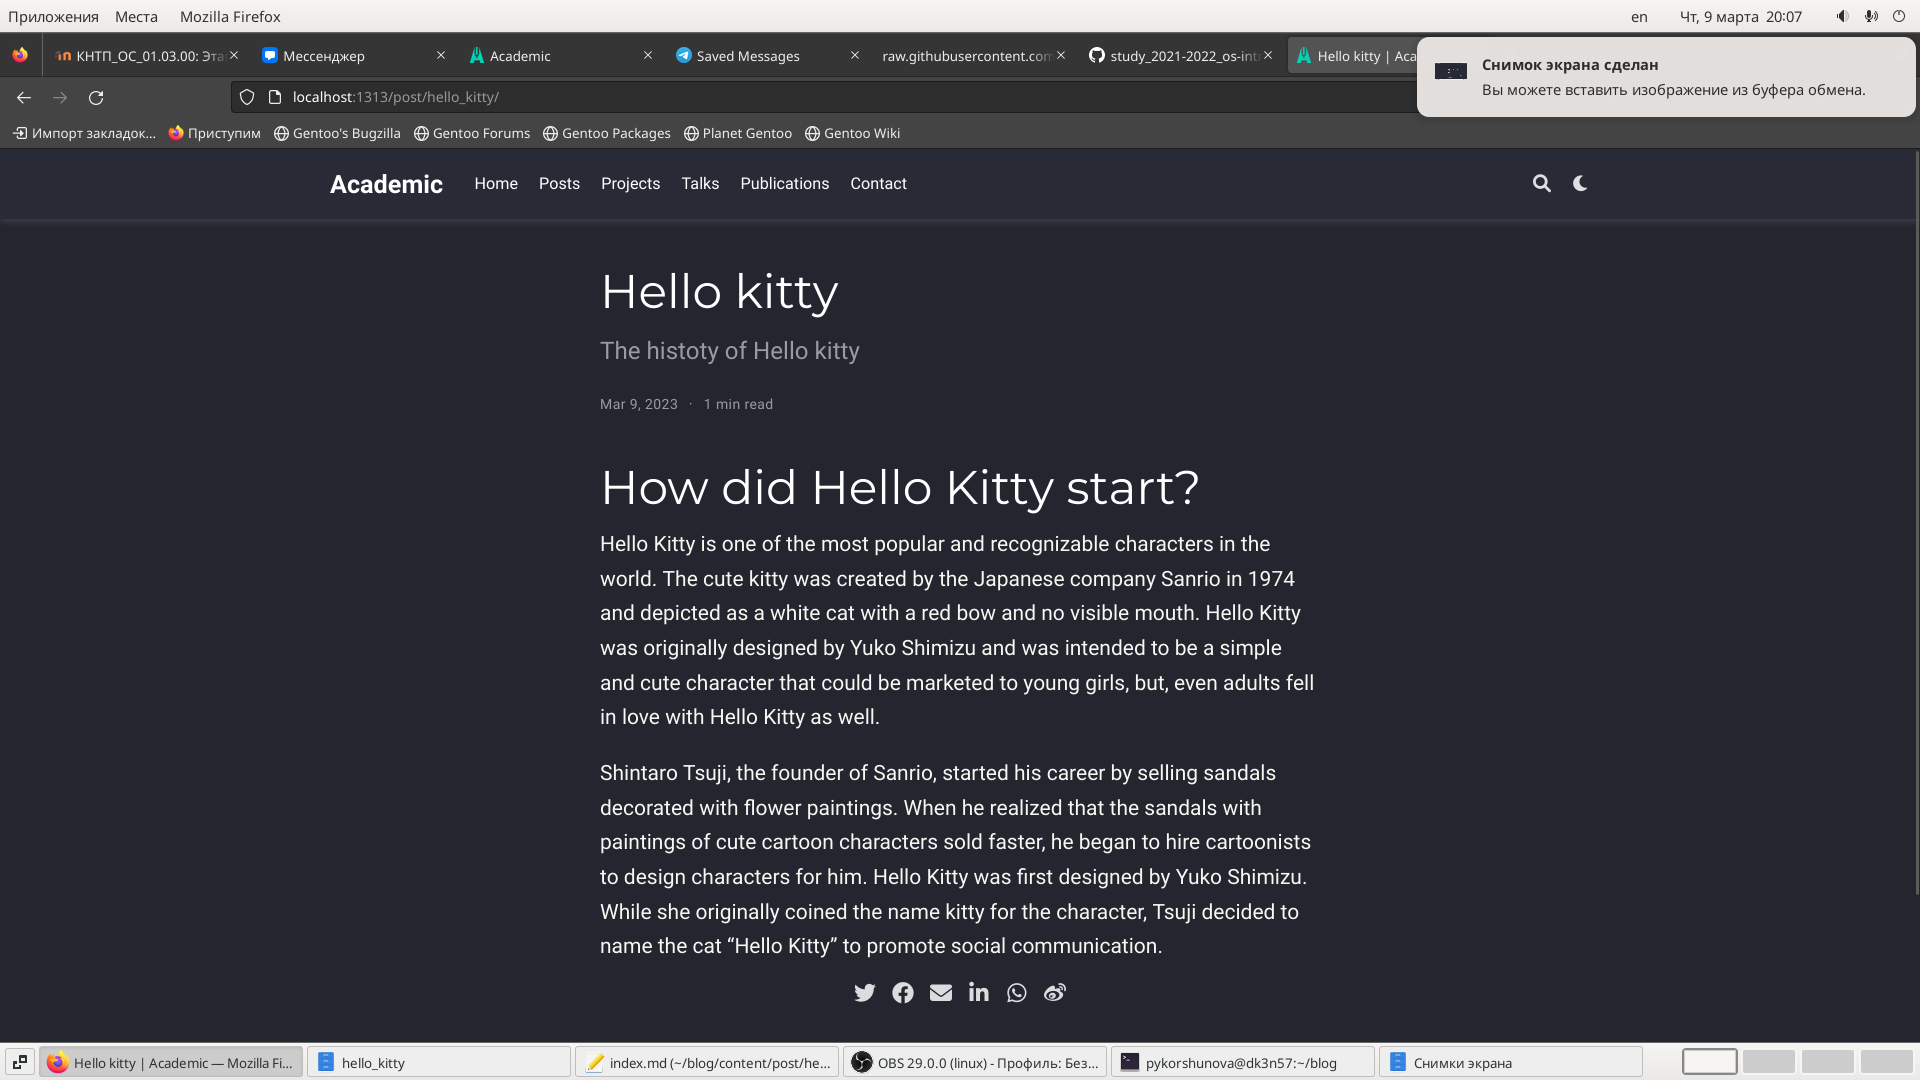 Приложения Места Mozilla Firefox en Чт, 9 марта 20:07
КНТП_ОС_01.03.00: Эта Мессенджер Academic Saved Messages raw.githubusercontent.com study_2021-2022_os-int Hello kitty | Aca
Снимок экрана сделан
Вы можете вставить изображение из буфера обмена.
localhost:1313/post/hello_kitty/
Импорт закладок... Приступим Gentoo's Bugzilla Gentoo Forums Gentoo Packages Planet Gentoo Gentoo Wiki
Academic Home Posts Projects Talks Publications Contact
Hello kitty
The histoty of Hello kitty
Mar 9, 2023 · 1 min read
How did Hello Kitty start?
Hello Kitty is one of the most popular and recognizable characters in the
world. The cute kitty was created by the Japanese company Sanrio in 1974
and depicted as a white cat with a red bow and no visible mouth. Hello Kitty
was originally designed by Yuko Shimizu and was intended to be a simple
and cute character that could be marketed to young girls, but, even adults fell
in love with Hello Kitty as well.
Shintaro Tsuji, the founder of Sanrio, started his career by selling sandals
decorated with flower paintings. When he realized that the sandals with
paintings of cute cartoon characters sold faster, he began to hire cartoonists
to design characters for him. Hello Kitty was first designed by Yuko Shimizu.
While she originally coined the name kitty for the character, Tsuji decided to
name the cat “Hello Kitty” to promote social communication.
Hello kitty | Academic — Mozilla Fi... hello_kitty index.md (~/blog/content/post/he... OBS 29.0.0 (linux) - Профиль: Без... pykorshunova@dk3n57:~/blog Снимки экрана